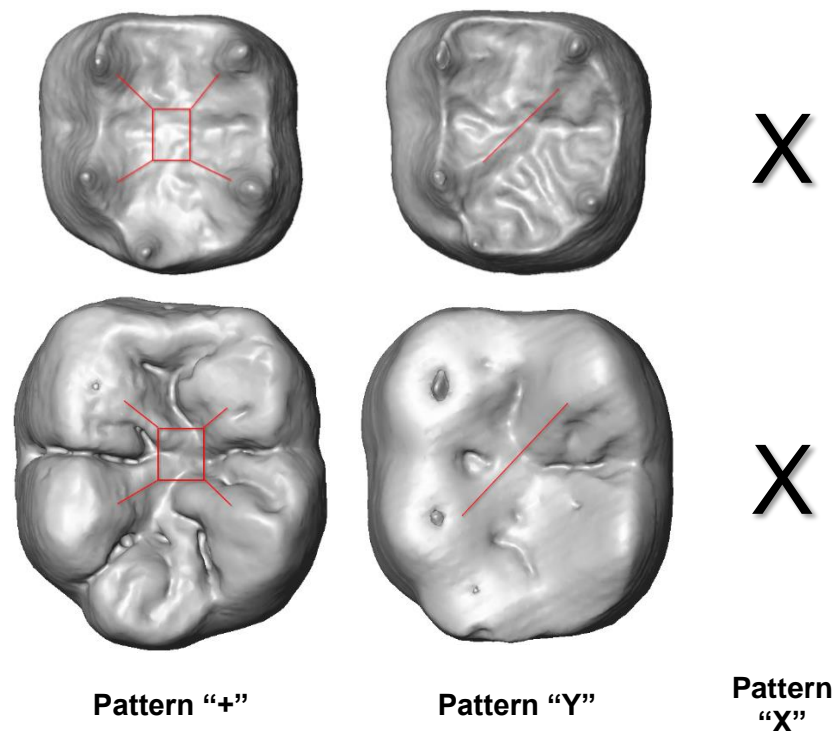 X
X
Pattern “+”
Pattern “Y”
Pattern
“X”